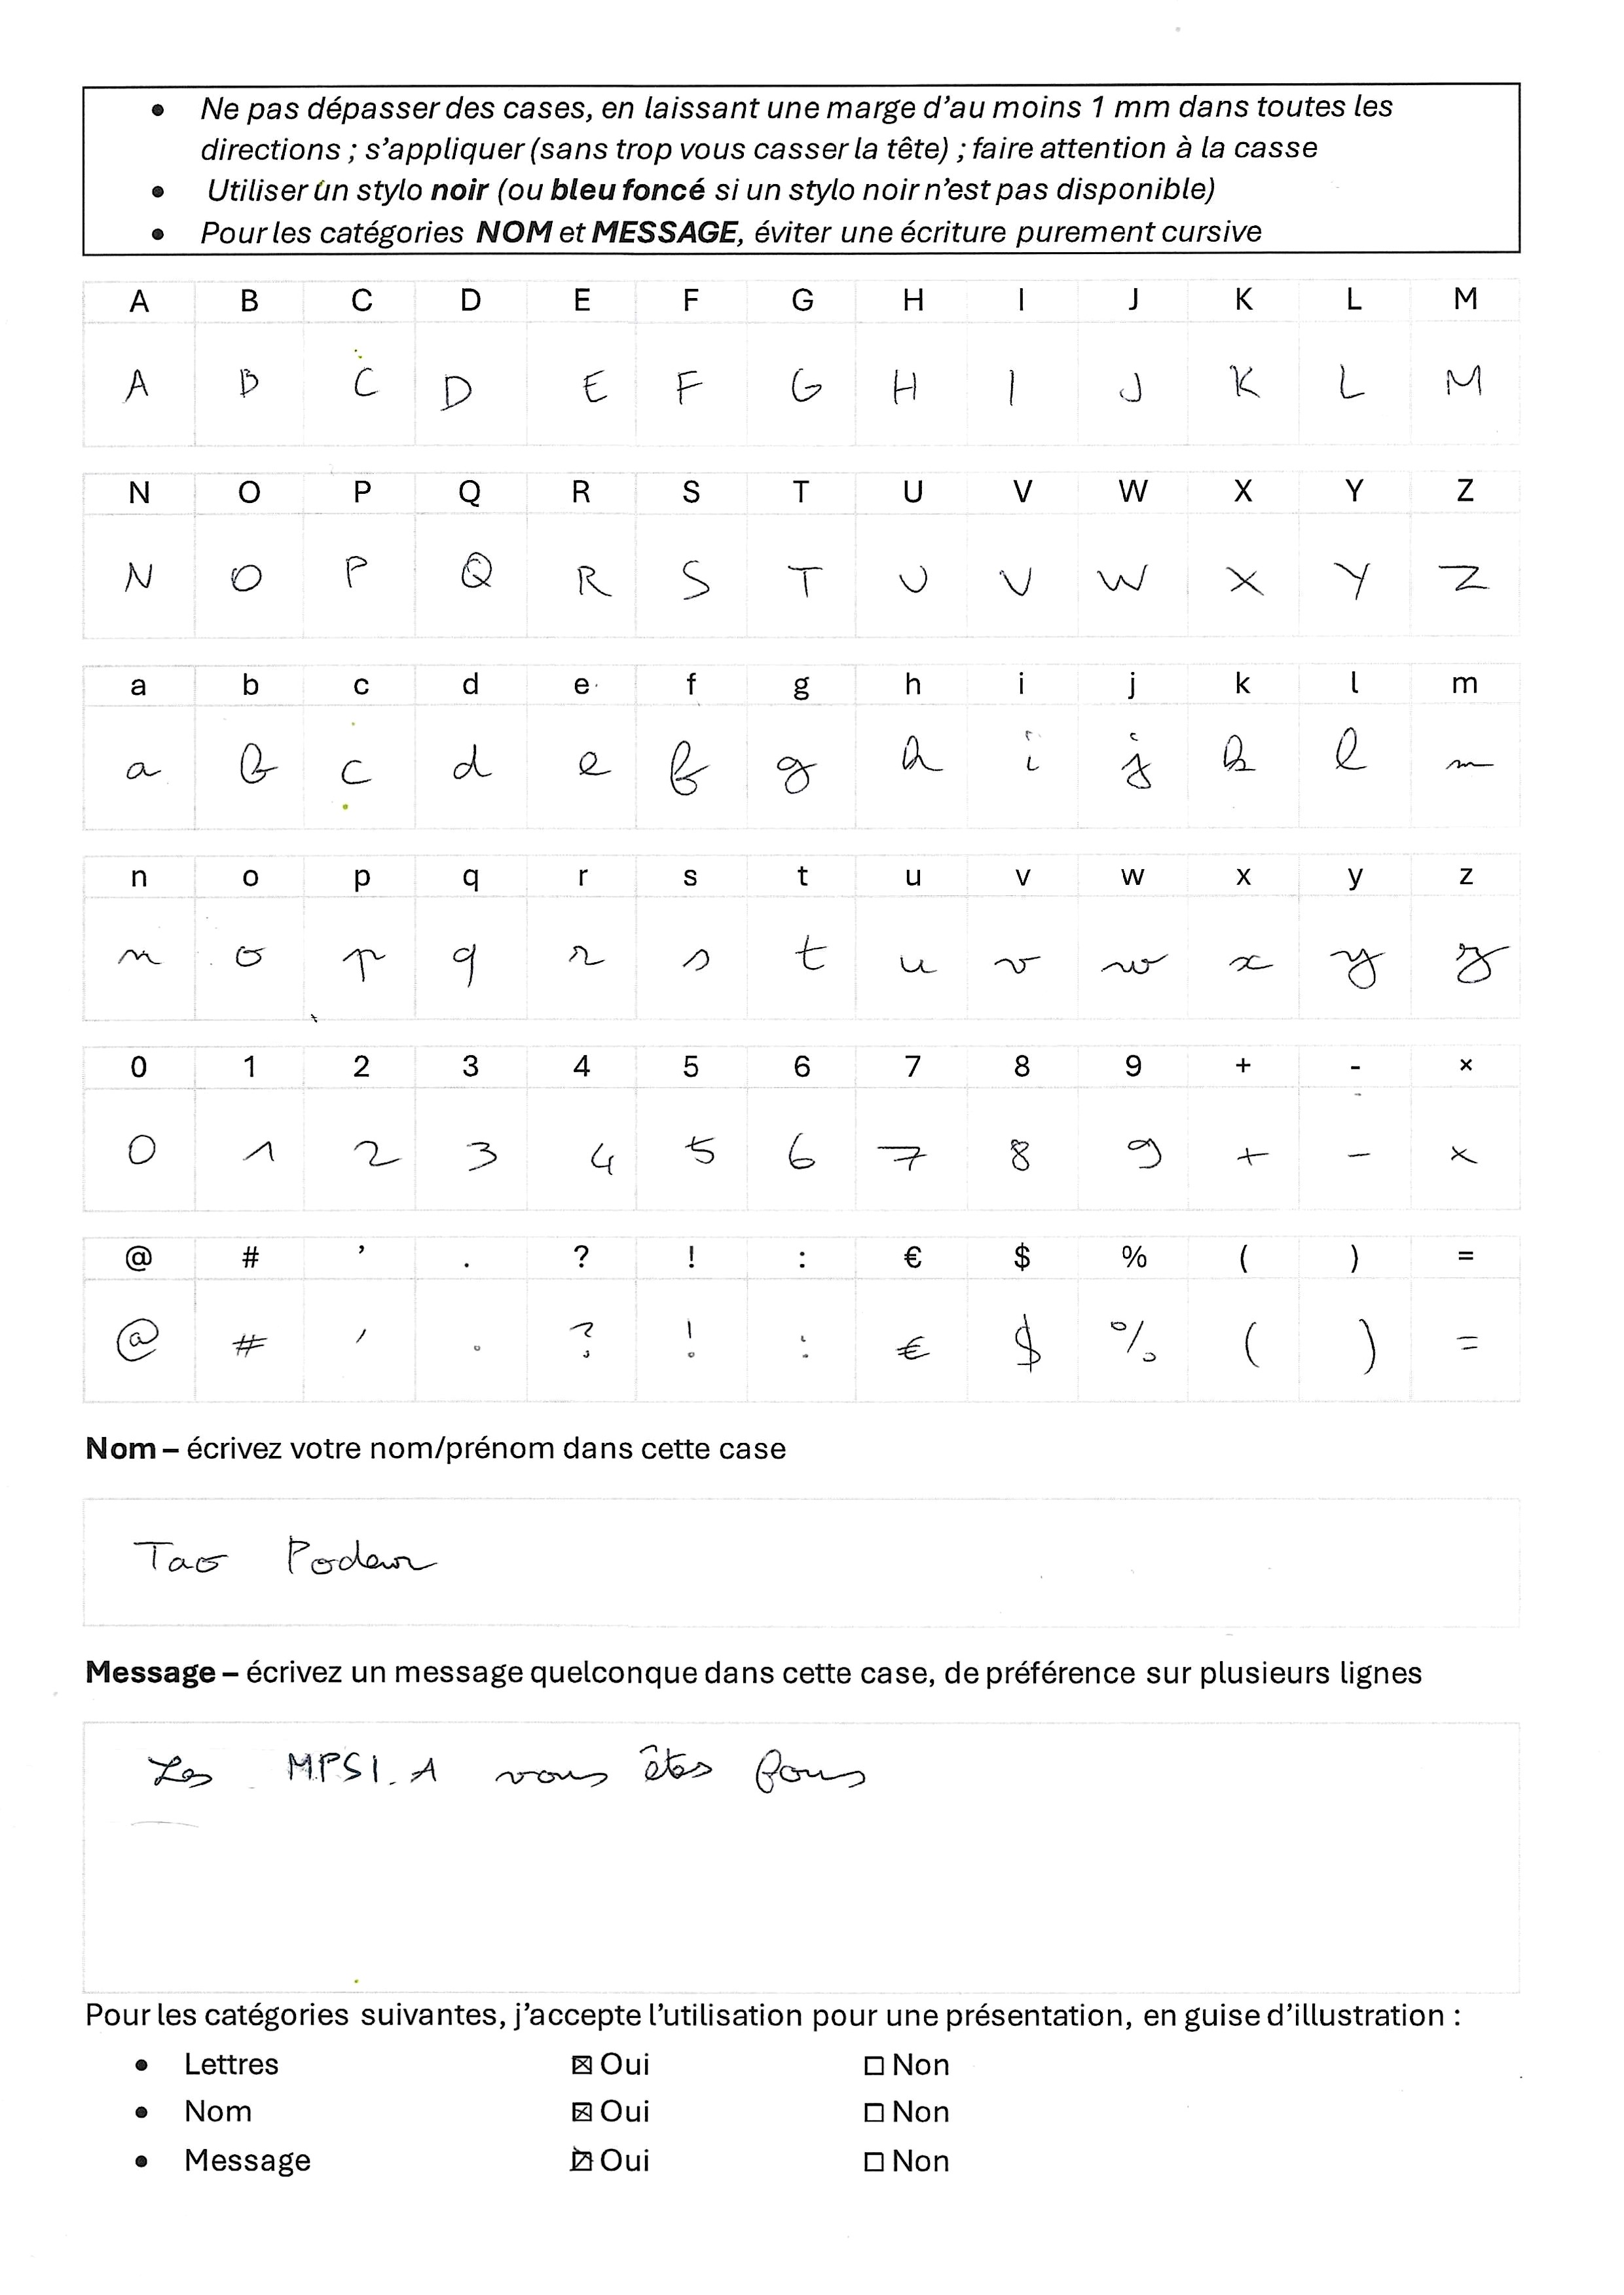 • Ne pas dépasser des cases, en laissant une marge d’au moins 1 mm dans toutes les
directions ; s’appliquer (sans trop vous casser la tête) ; faire attention à la casse
• Utiliser un stylo noir (ou bleu foncé si un stylo noir n’est pas disponible)
• Pour les catégories NOM et MESSAGE, éviter une écriture purement cursive
A B C D E F G H I J K L M
A B C D E F G H I J K L M
N O P Q R S T U V W X Y Z
N O P Q R S T U V W X Y Z
a b c d e f g h i j k l m
a b c d e f g h i j k l m
n o p q r s t u v w x y z
n o p q r s t u v w x y z
0 1 2 3 4 5 6 7 8 9 + - ×
0 1 2 3 4 5 6 7 8 9 + - ×
@ # ’ . ? ! : € $ % ( ) =
@ # ’ . ? ! : € $ % ( ) =
Nom – écrivez votre nom/prénom dans cette case
Tao
Message – écrivez un message quelconque dans cette case, de préférence sur plusieurs lignes
Les MPSI.A vous êtes fous
Pour les catégories suivantes, j’accepte l’utilisation pour une présentation, en guise d’illustration :
• Lettres ☒ Oui ☐ Non
• Nom ☒ Oui ☐ Non
• Message ☒ Oui ☐ Non